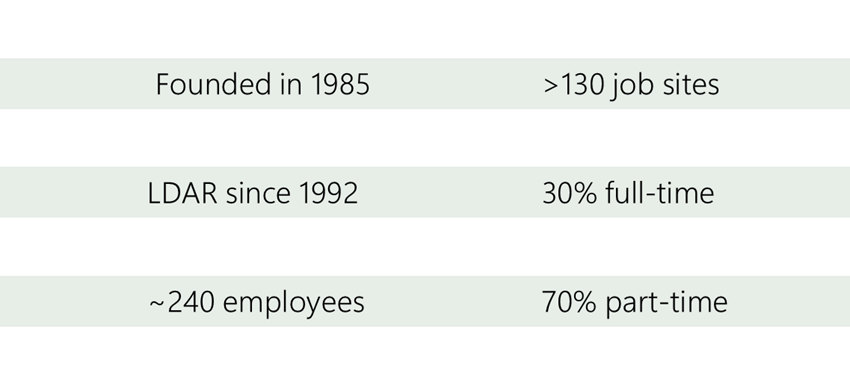 Founded in 1985
>130 job sites
LDAR since 1992
30% full-time
~240 employees
70% part-time